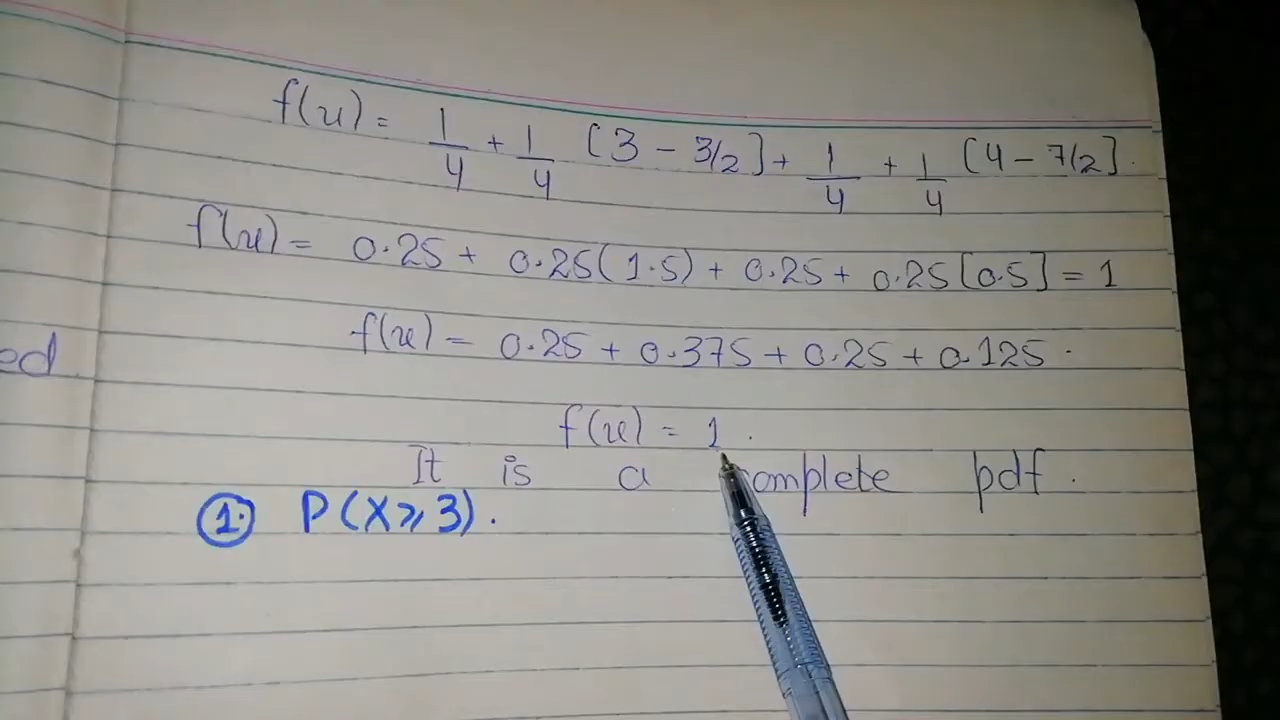 f(x) = 1/4 + 1/4 [3 - 3/2] + 1/4 + 1/4 [4 - 7/2].
f(x) = 0.25 + 0.25(1.5) + 0.25 + 0.25[0.5] = 1
f(x) = 0.25 + 0.375 + 0.25 + 0.125.
ed
f(x) = 1.
It is a complete pdf.
1. P(X ≥ 3).